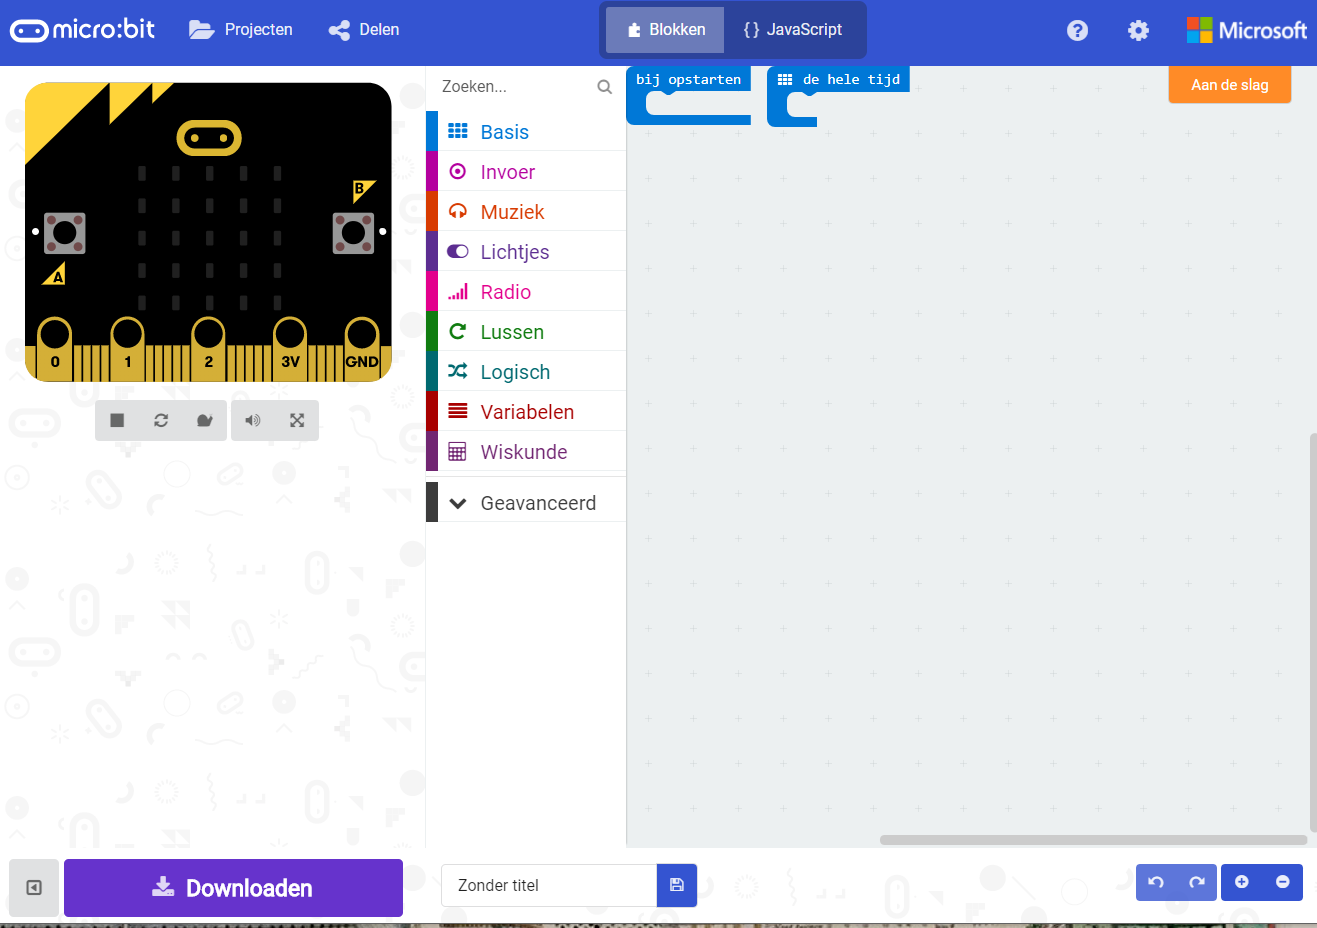 micro:bit
Projecten
Delen
Blokken
{ } JavaScript
Microsoft
Zoeken...
bij opstarten
de hele tijd
Aan de slag
Basis
Invoer
Muziek
Lichtjes
Radio
Lussen
Logisch
Variabelen
Wiskunde
Geavanceerd
B
A
0
1
2
3V
GND
Downloaden
Zonder titel